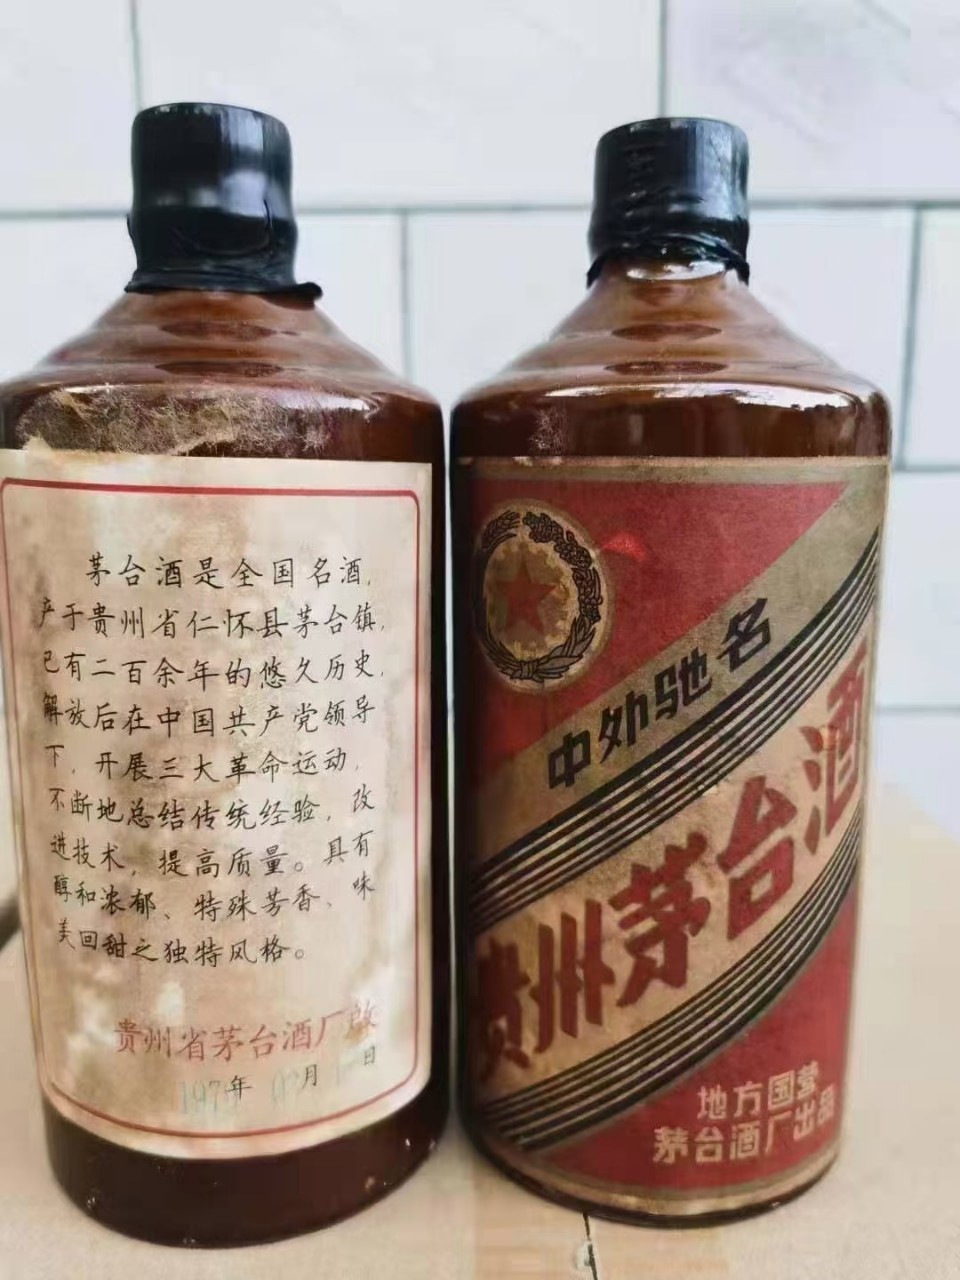 茅台酒是全国名酒,
产于贵州省仁怀县茅台镇,
已有二百余年的悠久历史,
解放后在中国共产党领导
下,开展三大革命运动,
不断地总结传统经验,改
进技术,提高质量。具有
醇和浓郁、特殊芳香、味
美回甜之独特风格。
贵州省茅台酒厂啟
年 月 日
中外驰名
贵州茅台酒
地方国营
茅台酒厂出品